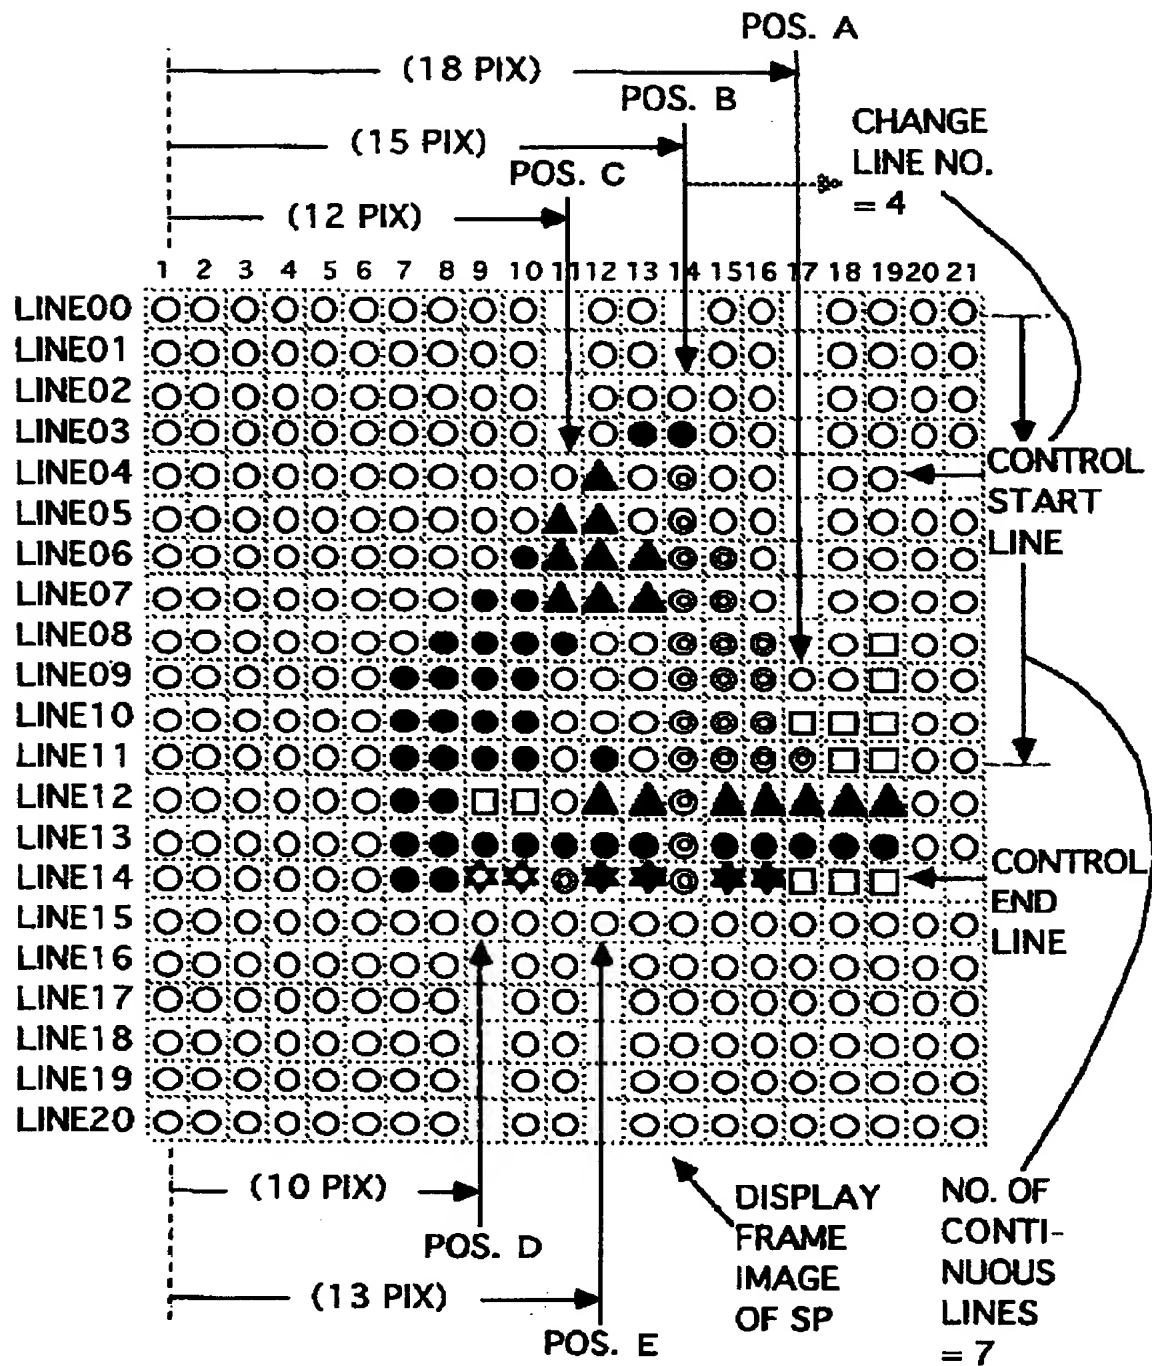 POS. A
(18 PIX)
POS. B
(15 PIX)
CHANGE
LINE NO.
= 4
POS. C
(12 PIX)
1 2 3 4 5 6 7 8 9 10 11 12 13 14 15 16 17 18 19 20 21
LINE00
LINE01
LINE02
LINE03
LINE04
CONTROL
START
LINE
LINE05
LINE06
LINE07
LINE08
LINE09
LINE10
LINE11
LINE12
LINE13
LINE14
CONTROL
END
LINE
LINE15
LINE16
LINE17
LINE18
LINE19
LINE20
(10 PIX)
POS. D
(13 PIX)
POS. E
DISPLAY
FRAME
IMAGE
OF SP
NO. OF
CONTI-
NUOUS
LINES
= 7